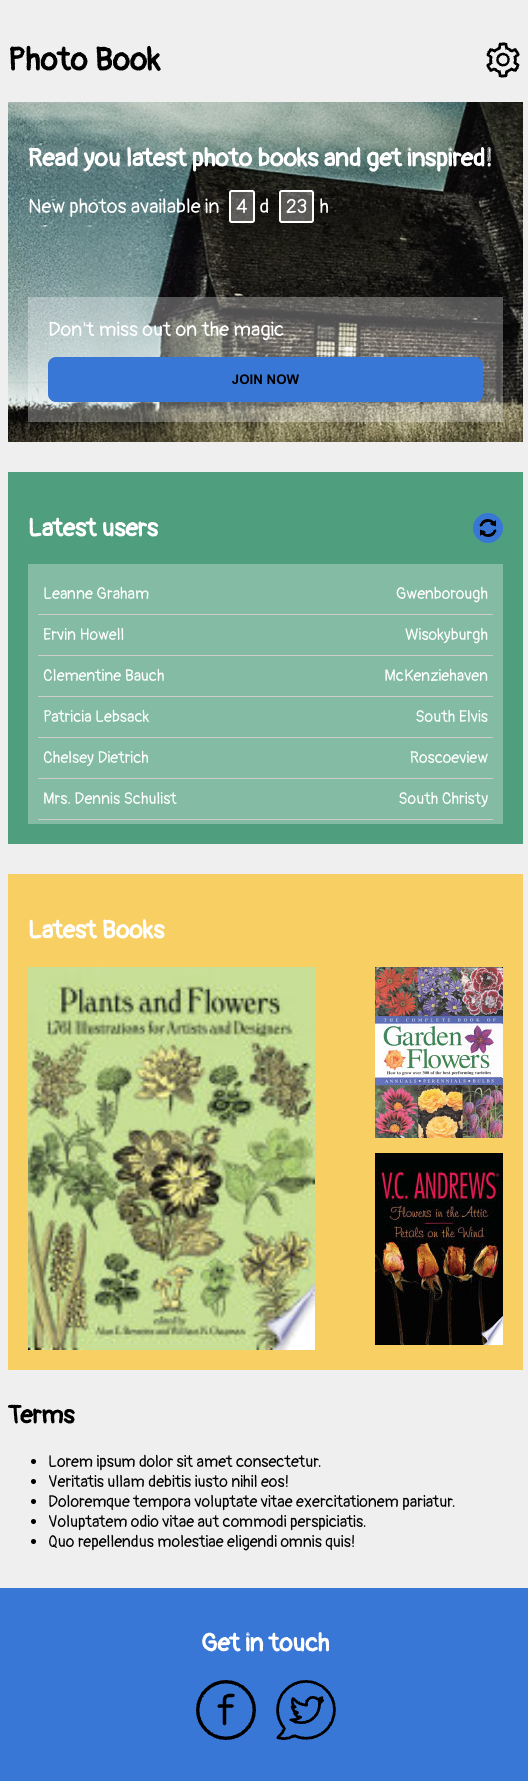 Photo Book
Read you latest photo books and get inspired!
New photos available in 4 d 23 h
Don't miss out on the magic
JOIN NOW
Latest users
Leanne Graham Gwenborough
Ervin Howell Wisokyburgh
Clementine Bauch McKenziehaven
Patricia Lebsack South Elvis
Chelsey Dietrich Roscoeview
Mrs. Dennis Schulist South Christy
Latest Books
Plants and Flowers
1,761 Illustrations for Artists and Designers
edited by
Alan E. Bessette and William K. Chapman
THE COMPLETE BOOK OF
Garden
Flowers
How to grow over 300 of the best performing varieties
ANNUALS • PERENNIALS • BULBS
V.C. ANDREWS
Flowers in the Attic
Petals on the Wind
Terms
Lorem ipsum dolor sit amet consectetur.
Veritatis ullam debitis iusto nihil eos!
Doloremque tempora voluptate vitae exercitationem pariatur.
Voluptatem odio vitae aut commodi perspiciatis.
Quo repellendus molestiae eligendi omnis quis!
Get in touch